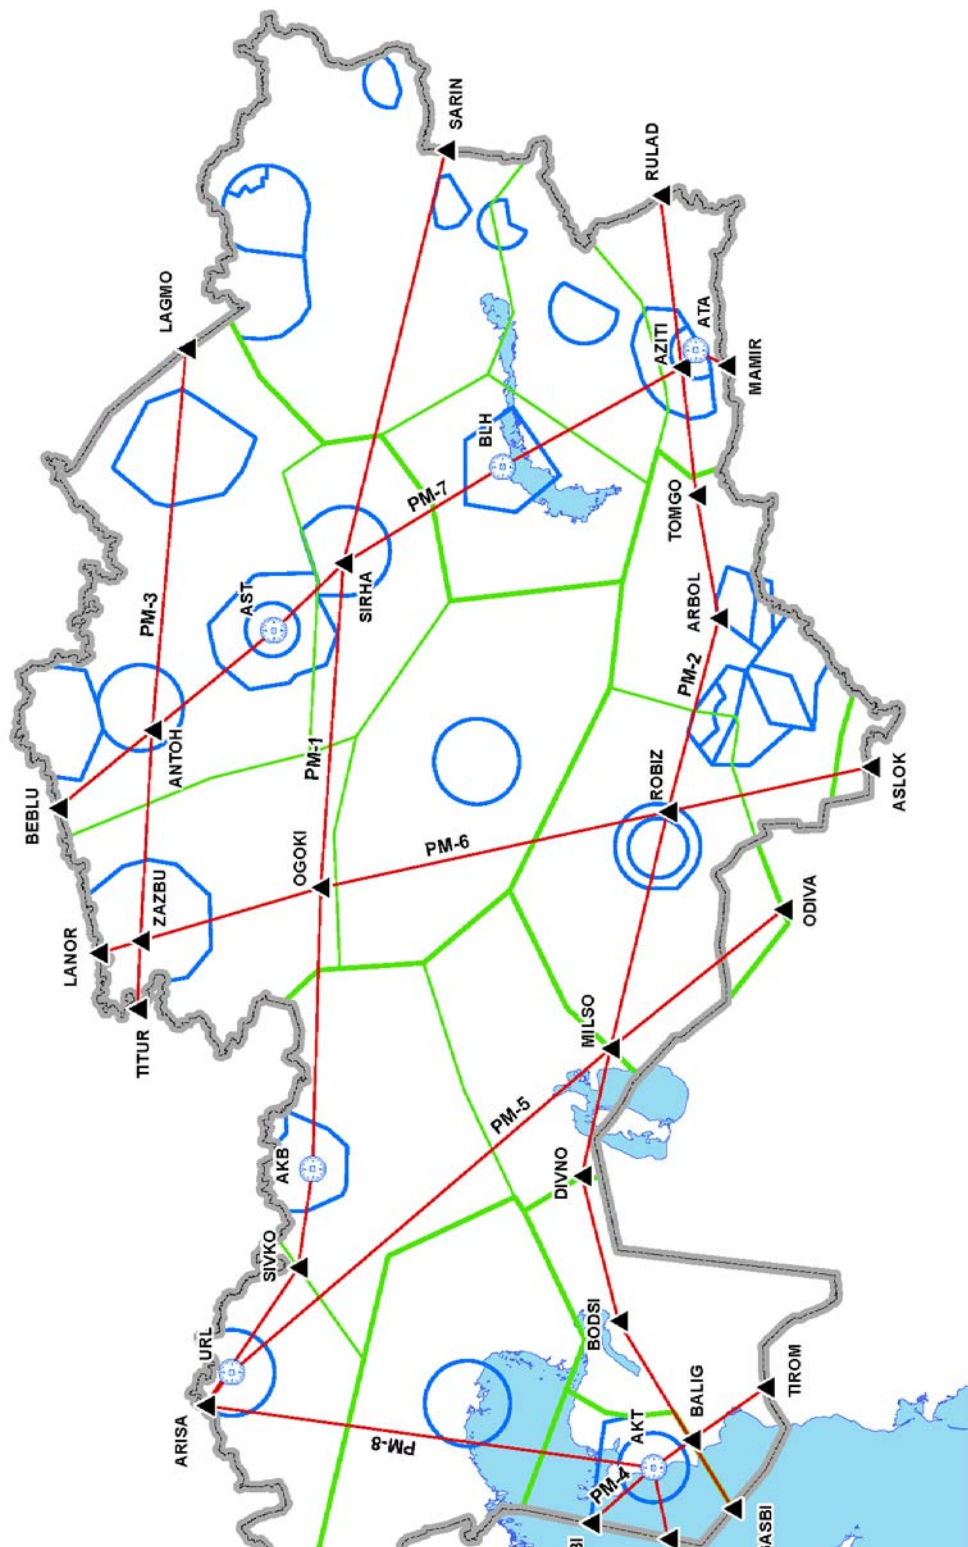 SARIN
RULAD
LAGMO
ATA
AZITI
MAMIR
BLH
PM-7
TOMGO
AST
SIRHA
PM-3
ARBOL
PM-2
ANTOH
PM-1
BEBLU
ROBIZ
ASLOK
PM-6
OGOKI
ZAZBU
LANOR
ODIVA
TITUR
MILSO
PM-5
AKB
DIVNO
SIVKO
BODSI
URL
TIROM
BALIG
AKT
ARISA
PM-8
PM-4
GASBI
BI